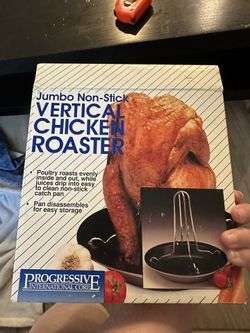 Jumbo Non-Stick
VERTICAL
CHICKEN
ROASTER
• Poultry roasts evenly
inside and out, while
juices drip into easy
to clean non-stick
catch pan
• Pan disassembles
for easy storage
PROGRESSIVE
INTERNATIONAL CORP.